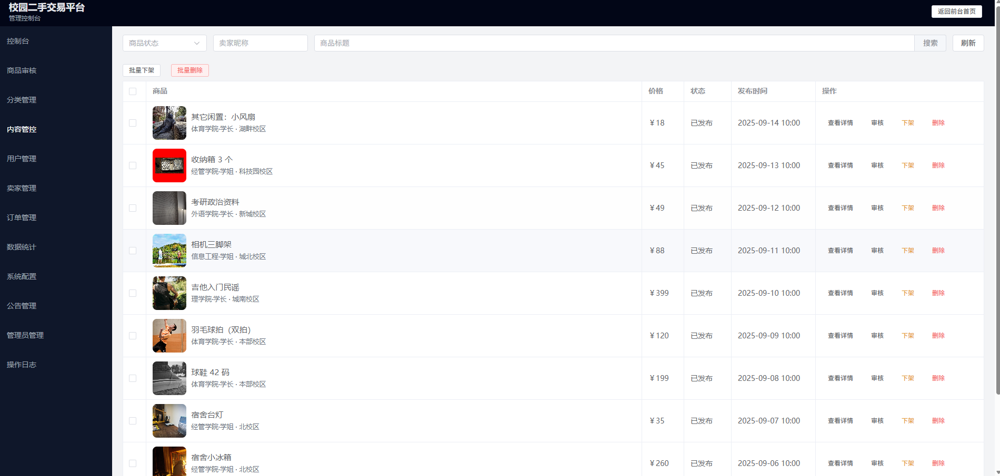 校园二手交易平台
管理控制台
返回前台首页
控制台
商品审核
分类管理
内容管控
用户管理
卖家管理
订单管理
数据统计
系统配置
公告管理
管理员管理
操作日志
商品状态 卖家昵称 商品标题 搜索 刷新
批量下架 批量删除
商品 价格 状态 发布时间 操作
其它闲置：小风扇
体育学院·学长 · 湖畔校区
￥18 已发布 2025-09-14 10:00 查看详情 审核 下架 删除
收纳箱 3 个
经管学院·学姐 · 科技园校区
￥45 已发布 2025-09-13 10:00 查看详情 审核 下架 删除
考研政治资料
外语学院·学长 · 新城校区
￥49 已发布 2025-09-12 10:00 查看详情 审核 下架 删除
相机三脚架
信息工程·学姐 · 城北校区
￥88 已发布 2025-09-11 10:00 查看详情 审核 下架 删除
吉他入门民谣
理学院·学长 · 城南校区
￥399 已发布 2025-09-10 10:00 查看详情 审核 下架 删除
羽毛球拍（双拍）
体育学院·学长 · 本部校区
￥120 已发布 2025-09-09 10:00 查看详情 审核 下架 删除
球鞋 42 码
体育学院·学长 · 本部校区
￥199 已发布 2025-09-08 10:00 查看详情 审核 下架 删除
宿舍台灯
经管学院·学姐 · 北校区
￥35 已发布 2025-09-07 10:00 查看详情 审核 下架 删除
宿舍小冰箱
经管学院·学姐 · 北校区
￥260 已发布 2025-09-06 10:00 查看详情 审核 下架 删除